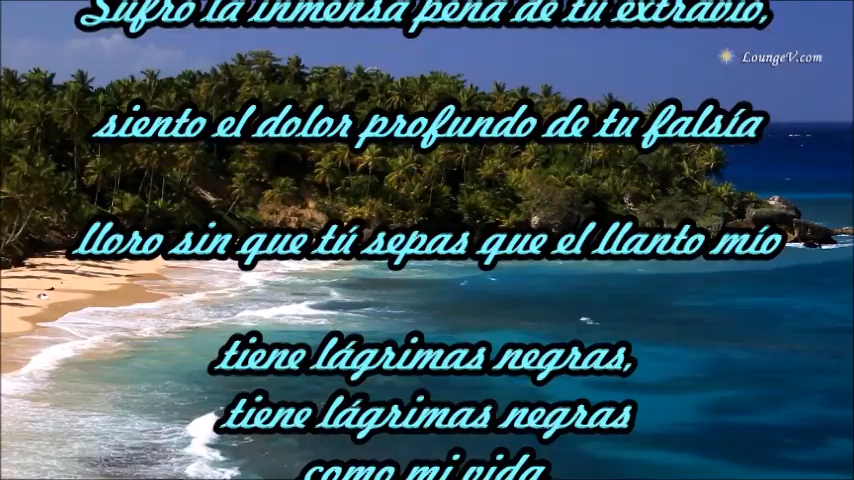 Sufro la inmensa pena de tu extravío,
LoungeV.com
siento el dolor profundo de tu falsía
lloro sin que tú sepas que el llanto mío
tiene lágrimas negras,
tiene lágrimas negras
como mi vida